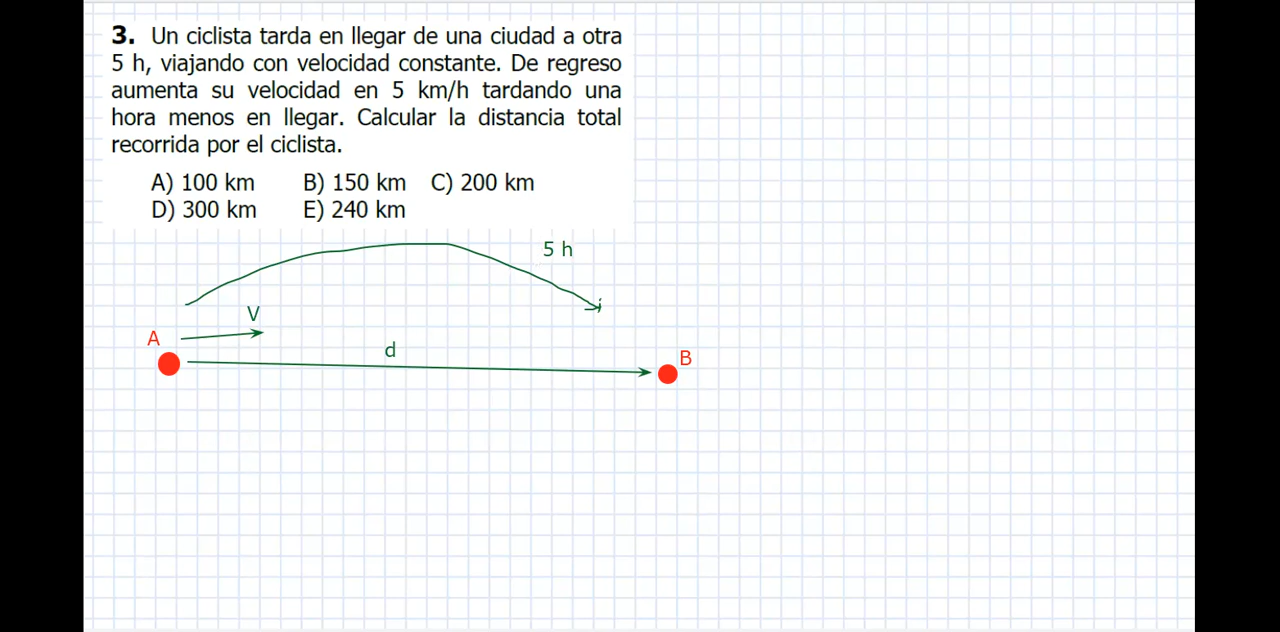 3. Un ciclista tarda en llegar de una ciudad a otra
5 h, viajando con velocidad constante. De regreso
aumenta su velocidad en 5 km/h tardando una
hora menos en llegar. Calcular la distancia total
recorrida por el ciclista.
A) 100 km B) 150 km C) 200 km
D) 300 km E) 240 km
5 h
V
A
d
B